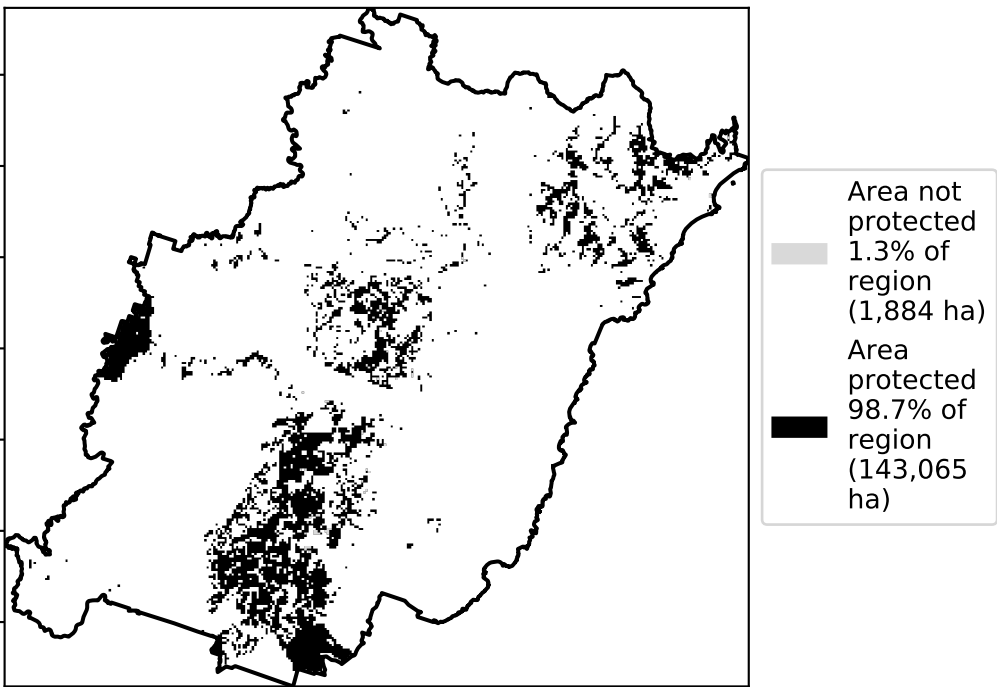 Area not
protected
1.3% of
region
(1,884 ha)
Area
protected
98.7% of
region
(143,065
ha)